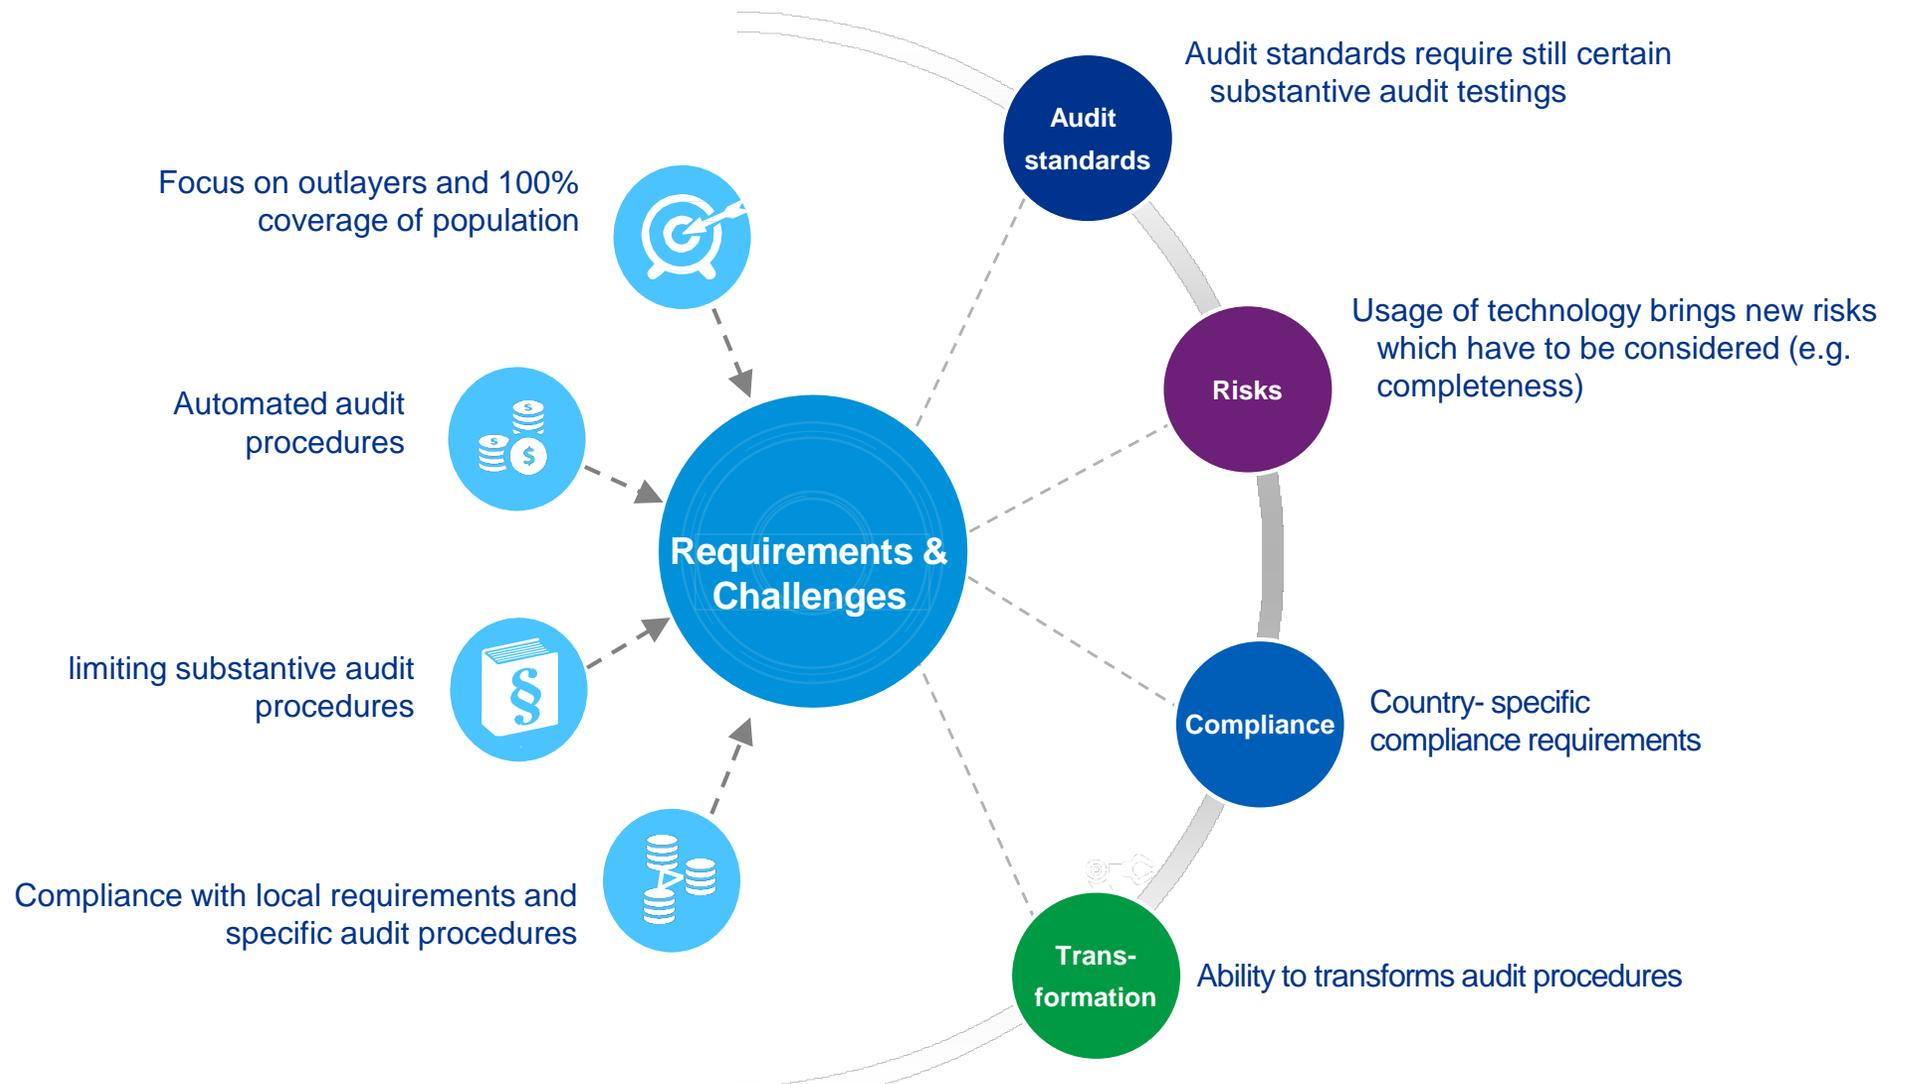 Audit standards require still certain
substantive audit testings
Audit
standards
Focus on outlayers and 100%
coverage of population
Usage of technology brings new risks
which have to be considered (e.g.
completeness)
Risks
Automated audit
procedures
$
$
$
Requirements &
Challenges
limiting substantive audit
procedures
§
Compliance
Country- specific
compliance requirements
Compliance with local requirements and
specific audit procedures
Trans-
formation
Ability to transforms audit procedures